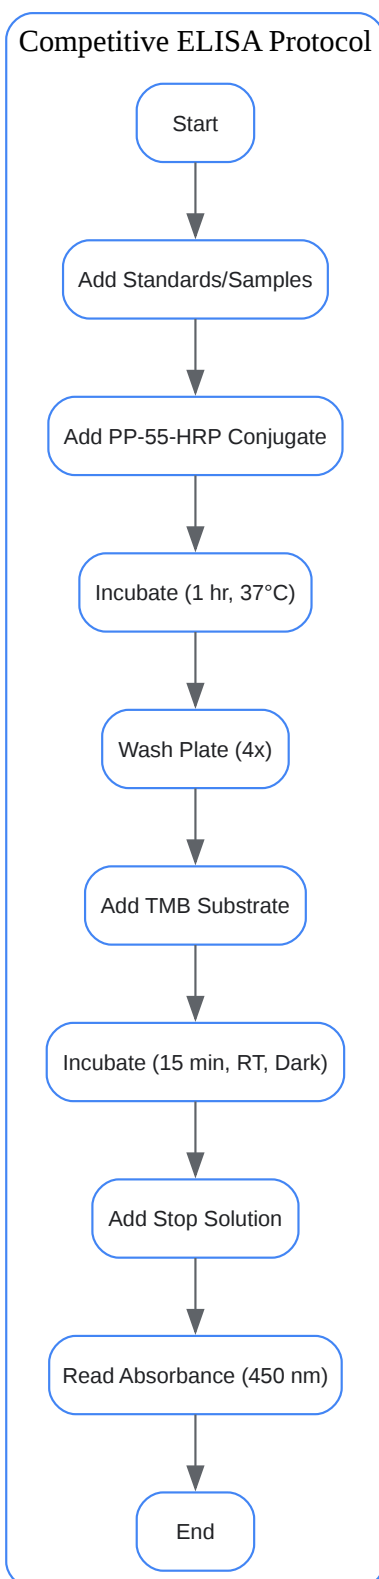 Competitive ELISA Protocol
Start
Add Standards/Samples
Add PP-55-HRP Conjugate
Incubate (1 hr, 37°C)
Wash Plate (4x)
Add TMB Substrate
Incubate (15 min, RT, Dark)
Add Stop Solution
Read Absorbance (450 nm)
End